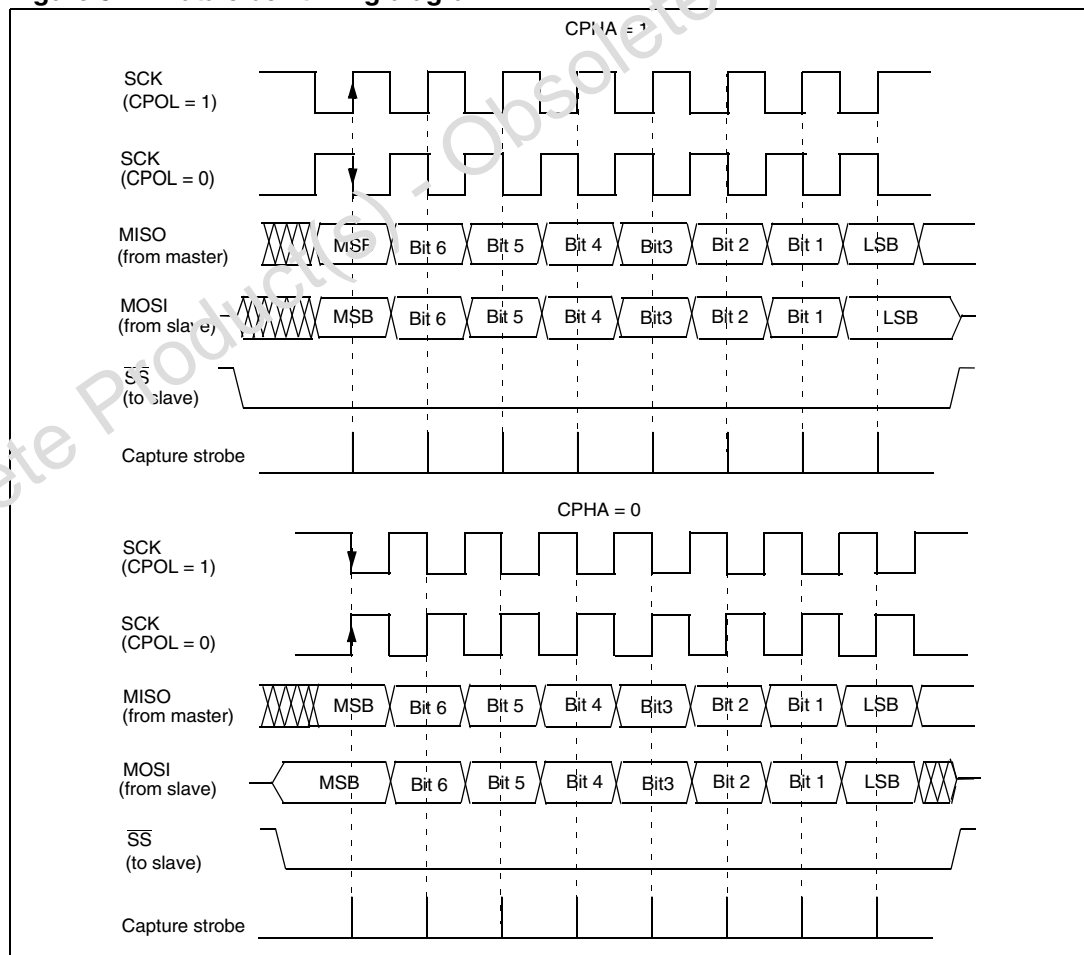 CPHA = 1
SCK
(CPOL = 1)
SCK
(CPOL = 0)
MISO
(from master)
MSB Bit 6 Bit 5 Bit 4 Bit3 Bit 2 Bit 1 LSB
MOSI
(from slave)
MSB Bit 6 Bit 5 Bit 4 Bit3 Bit 2 Bit 1 LSB
SS
(to slave)
Capture strobe
CPHA = 0
SCK
(CPOL = 1)
SCK
(CPOL = 0)
MISO
(from master)
MSB Bit 6 Bit 5 Bit 4 Bit3 Bit 2 Bit 1 LSB
MOSI
(from slave)
MSB Bit 6 Bit 5 Bit 4 Bit3 Bit 2 Bit 1 LSB
SS
(to slave)
Capture strobe
Product(s) - Obsolete